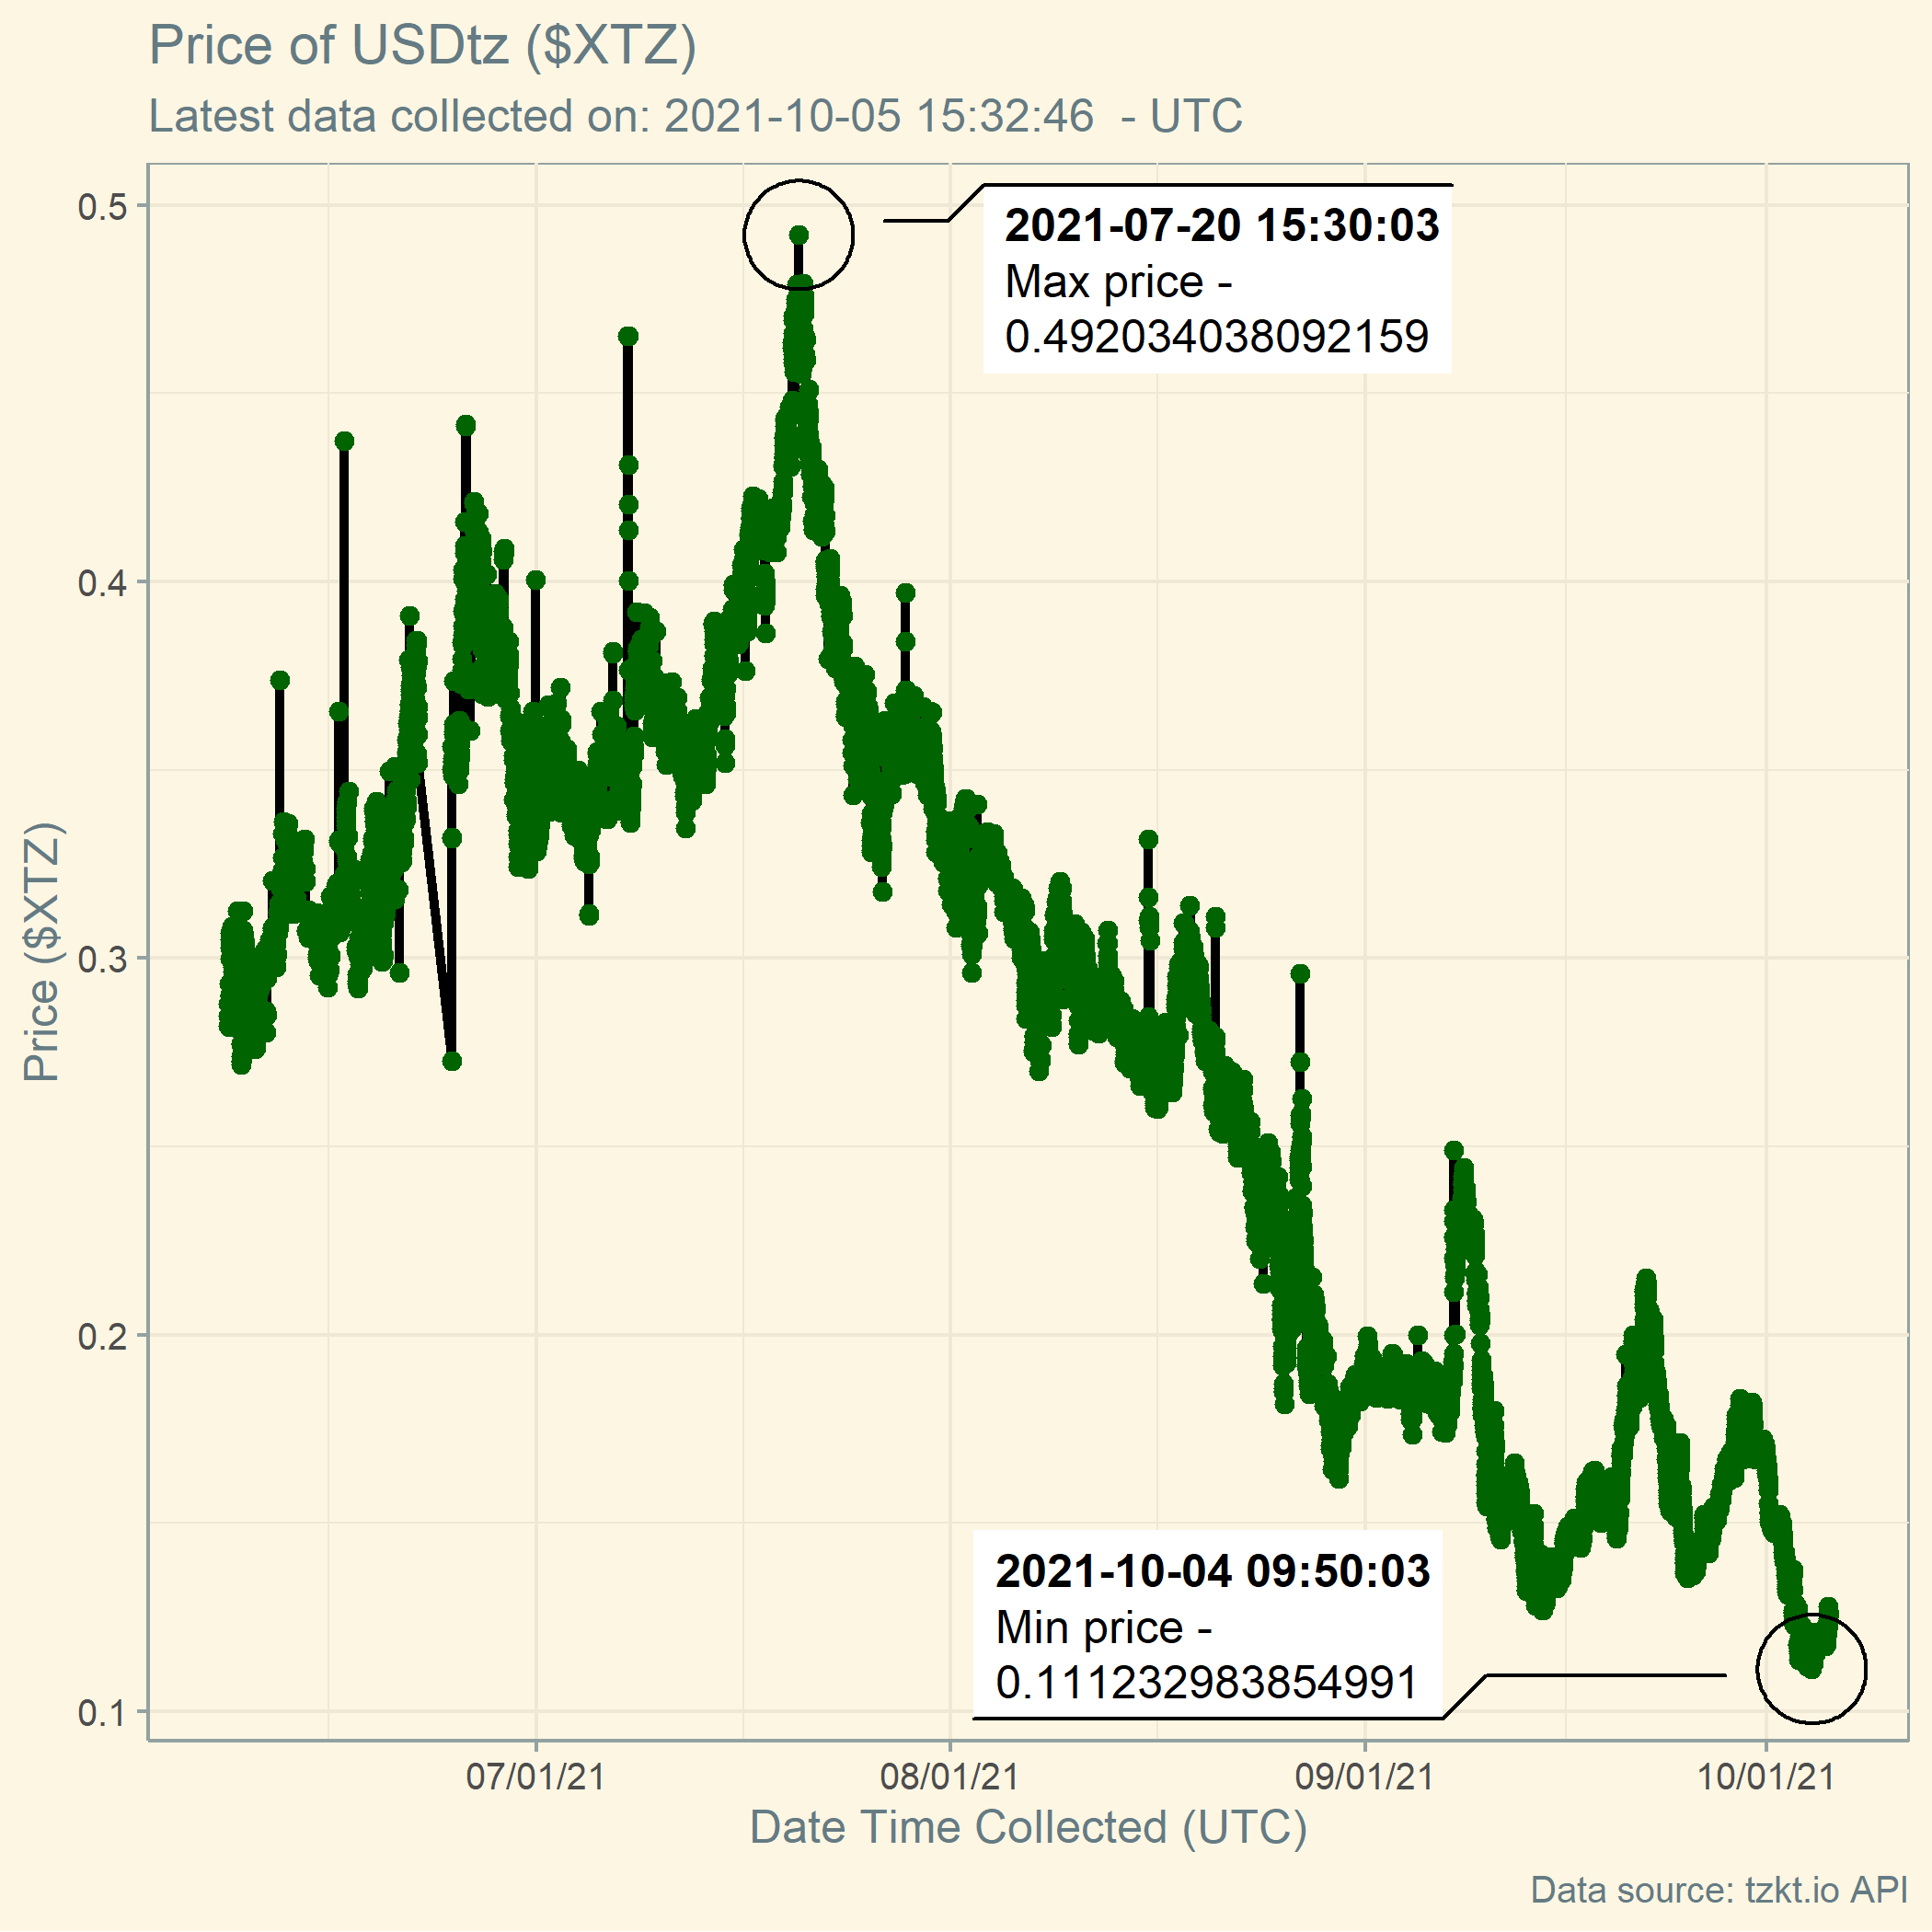 Price of USDtz ($XTZ)
Latest data collected on: 2021-10-05 15:32:46  - UTC
0.5
0.4
0.3
0.2
0.1
Price ($XTZ)
2021-07-20 15:30:03
Max price -
0.492034038092159
2021-10-04 09:50:03
Min price -
0.111232983854991
07/01/21
08/01/21
09/01/21
10/01/21
Date Time Collected (UTC)
Data source: tzkt.io API